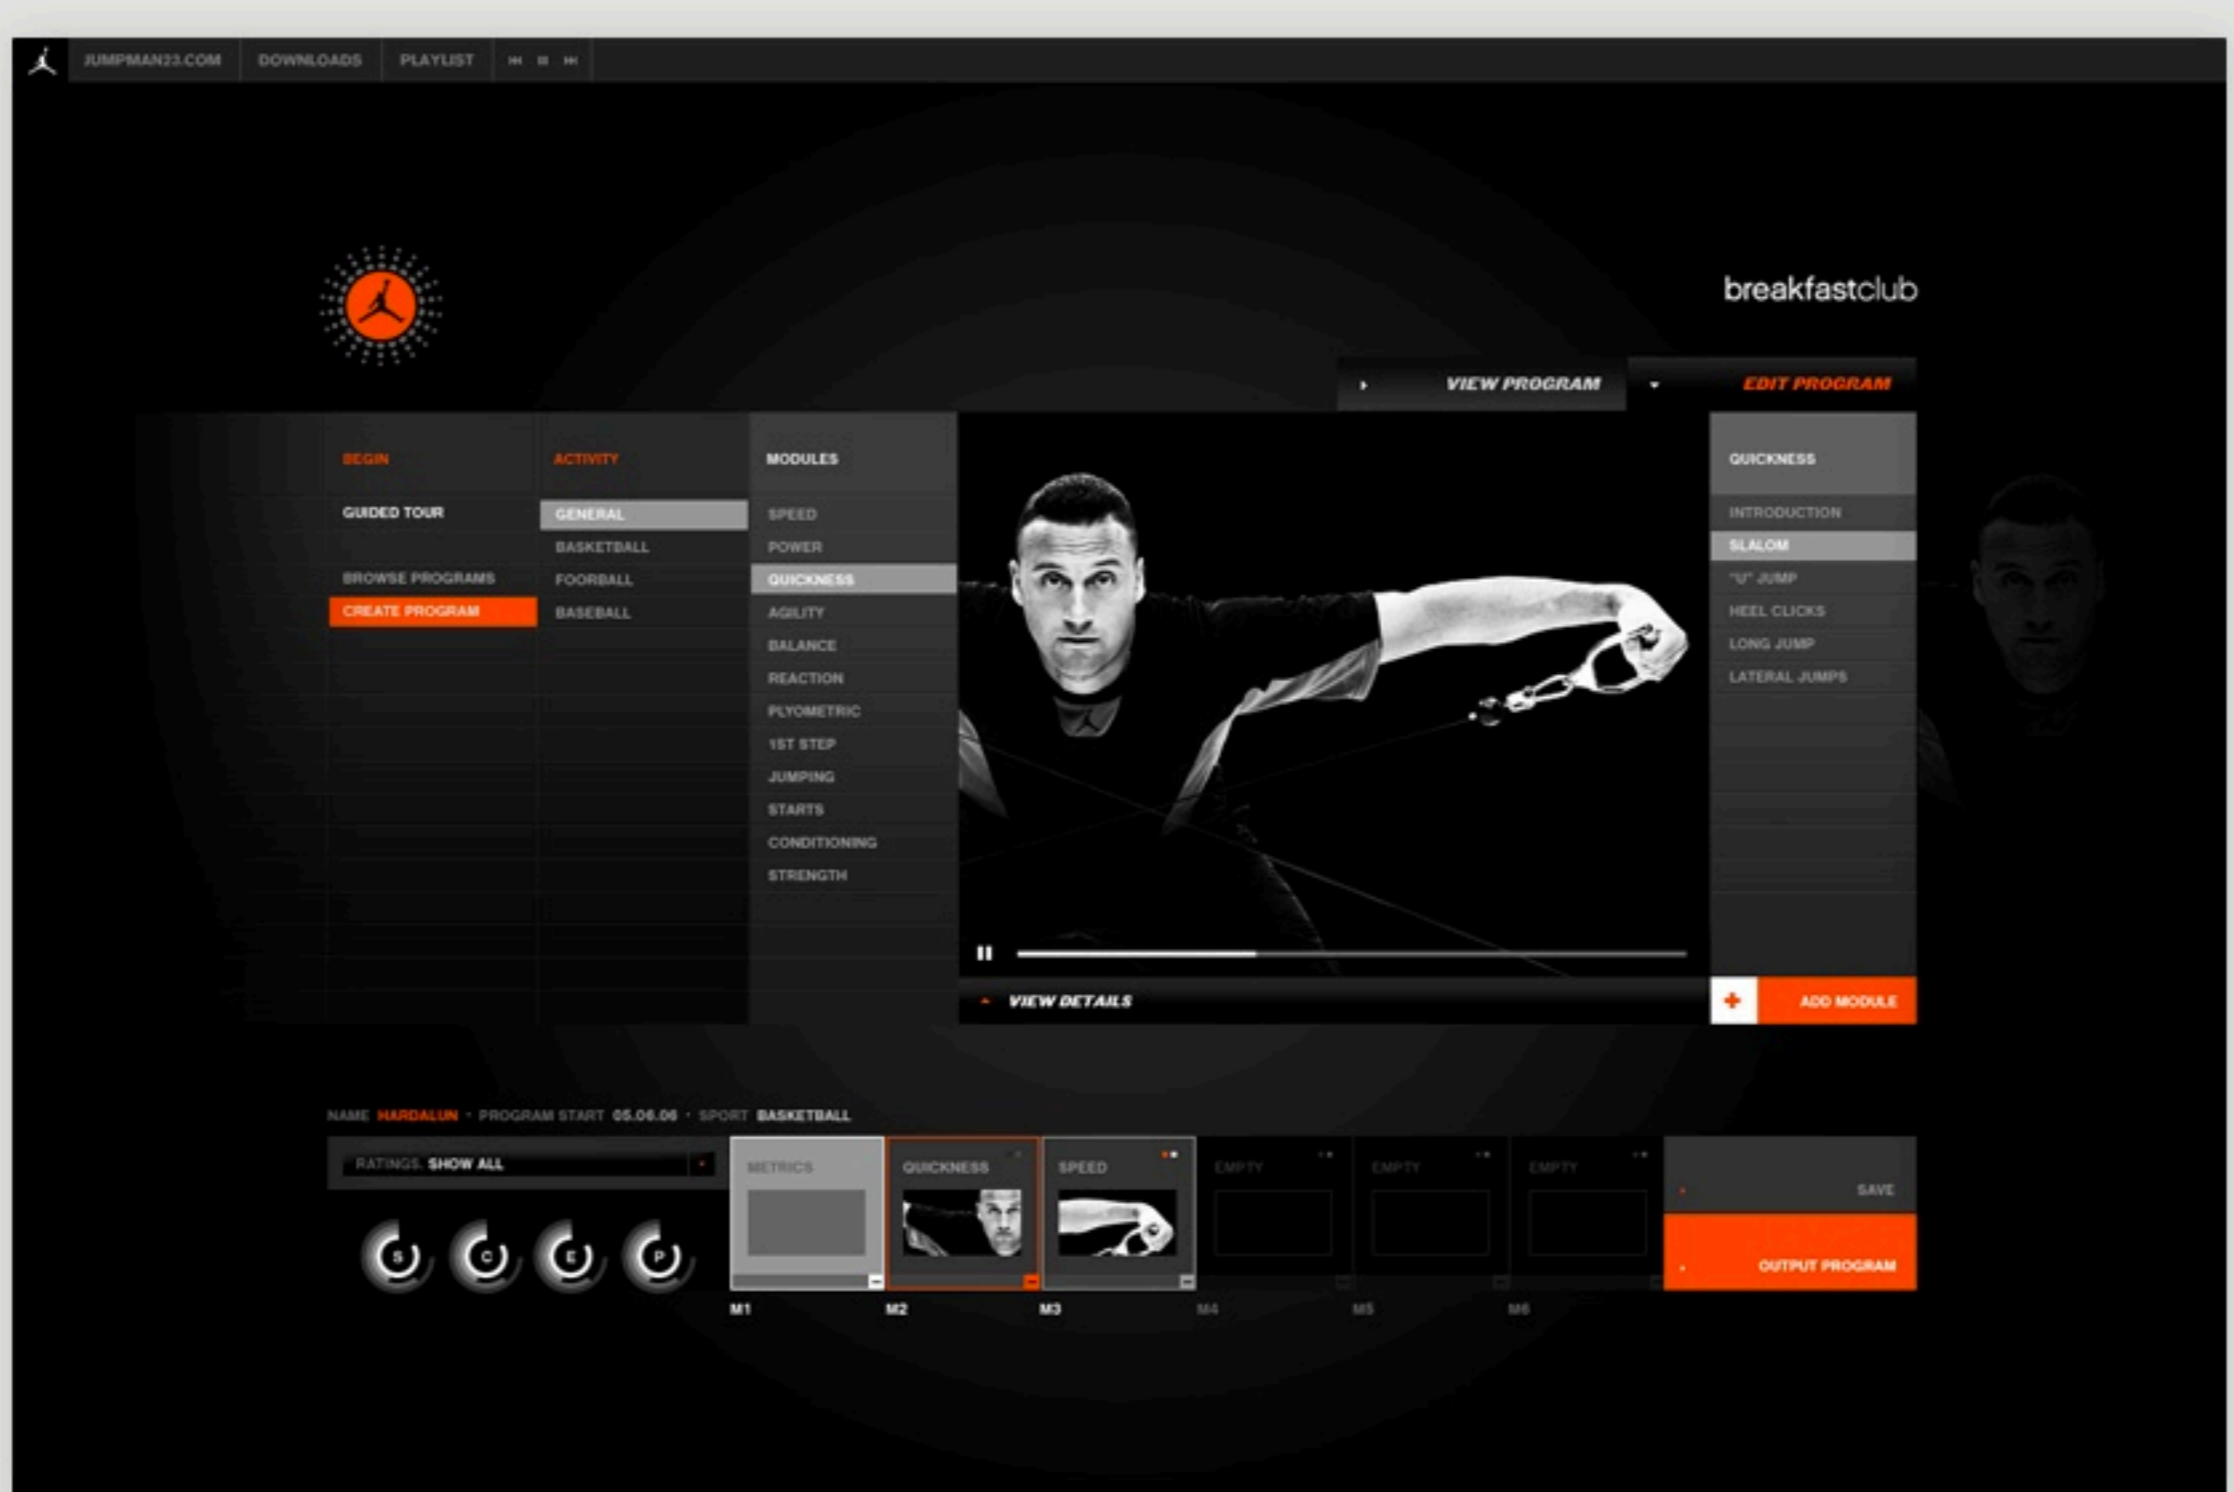 JUMPMAN23.COM DOWNLOADS PLAYLIST
breakfastclub
VIEW PROGRAM EDIT PROGRAM
BEGIN
GUIDED TOUR
BROWSE PROGRAMS
CREATE PROGRAM
ACTIVITY
GENERAL
BASKETBALL
FOORBALL
BASEBALL
MODULES
SPEED
POWER
QUICKNESS
AGILITY
BALANCE
REACTION
PLYOMETRIC
1ST STEP
JUMPING
STARTS
CONDITIONING
STRENGTH
VIEW DETAILS
QUICKNESS
INTRODUCTION
SLALOM
"U" JUMP
HEEL CLICKS
LONG JUMP
LATERAL JUMPS
+ ADD MODULE
NAME HARDALUN • PROGRAM START 05.06.06 • SPORT BASKETBALL
RATINGS. SHOW ALL
S C E P
METRICS QUICKNESS SPEED EMPTY EMPTY EMPTY
M1 M2 M3 M4 M5 M6
SAVE
OUTPUT PROGRAM